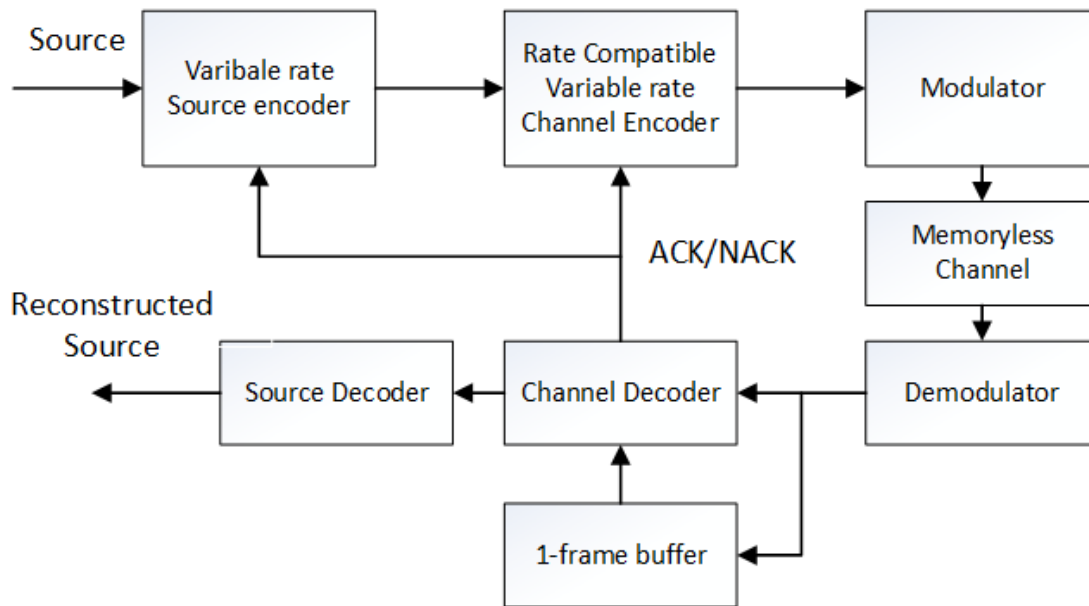 Source
Varibale rate
Source encoder
Rate Compatible
Variable rate
Channel Encoder
Modulator
Memoryless
Channel
ACK/NACK
Reconstructed
Source
Source Decoder
Channel Decoder
Demodulator
1-frame buffer